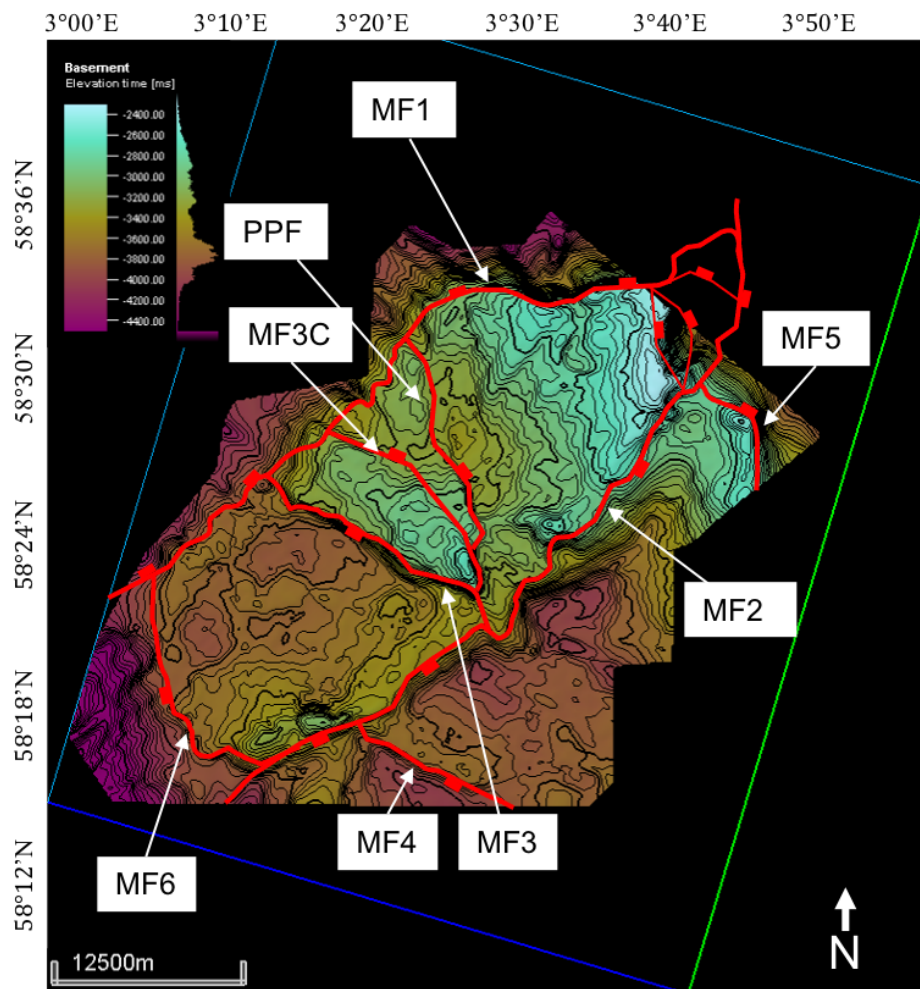 3°00’E 3°10’E 3°20’E 3°30’E 3°40’E 3°50’E
Basement
Elevation time [ms]
-2400.00
-2600.00
-2800.00
-3000.00
-3200.00
-3400.00
-3600.00
-3800.00
-4000.00
-4200.00
-4400.00
58°36’N
58°30’N
58°24’N
58°18’N
58°12’N
MF1
PPF
MF3C
MF5
MF2
MF4
MF3
MF6
12500m
N